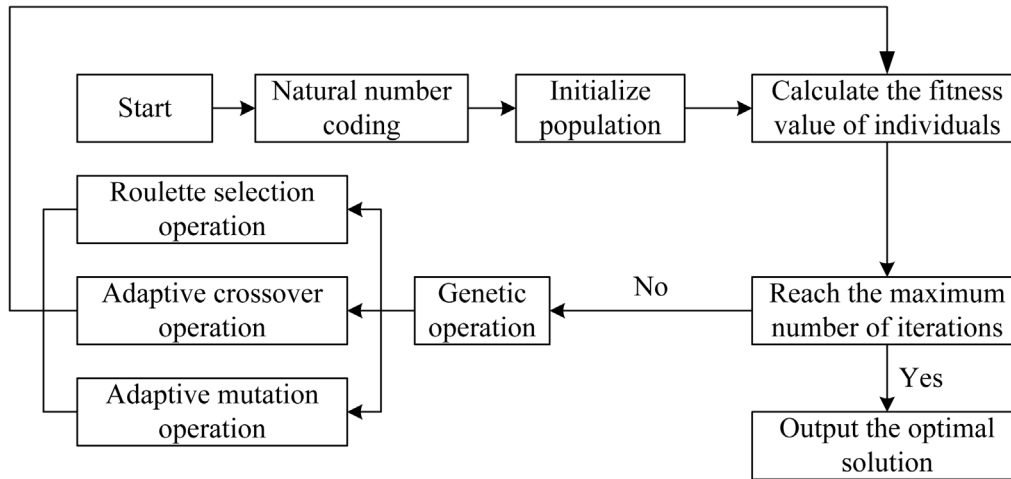 Start
Natural number
coding
Initialize
population
Calculate the fitness
value of individuals
Roulette selection
operation
Adaptive crossover
operation
Adaptive mutation
operation
Genetic
operation
No
Reach the maximum
number of iterations
Yes
Output the optimal
solution